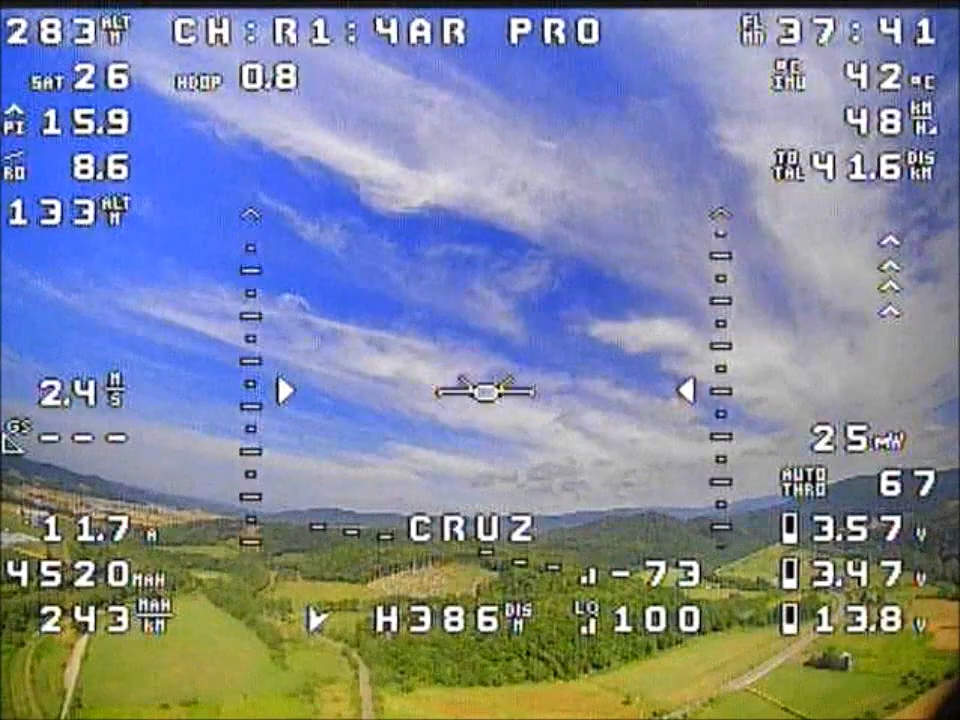 283 ALT M CH:R1:4AR PRO FL MN 37:41
SAT 26 HDOP 0.8 °C IMU 42 °C
PI 15.9 48 KM H
RO 8.6 TO TAL 41.6 DIS KM
133 ALT M
2.4 M S
GS ---
25 MW
AUTO THRO 67
11.7 A CRUZ 3.57 V
4520 MAH -73 3.47 V
243 MAH KM H386 DIS M LQ 100 13.8 V